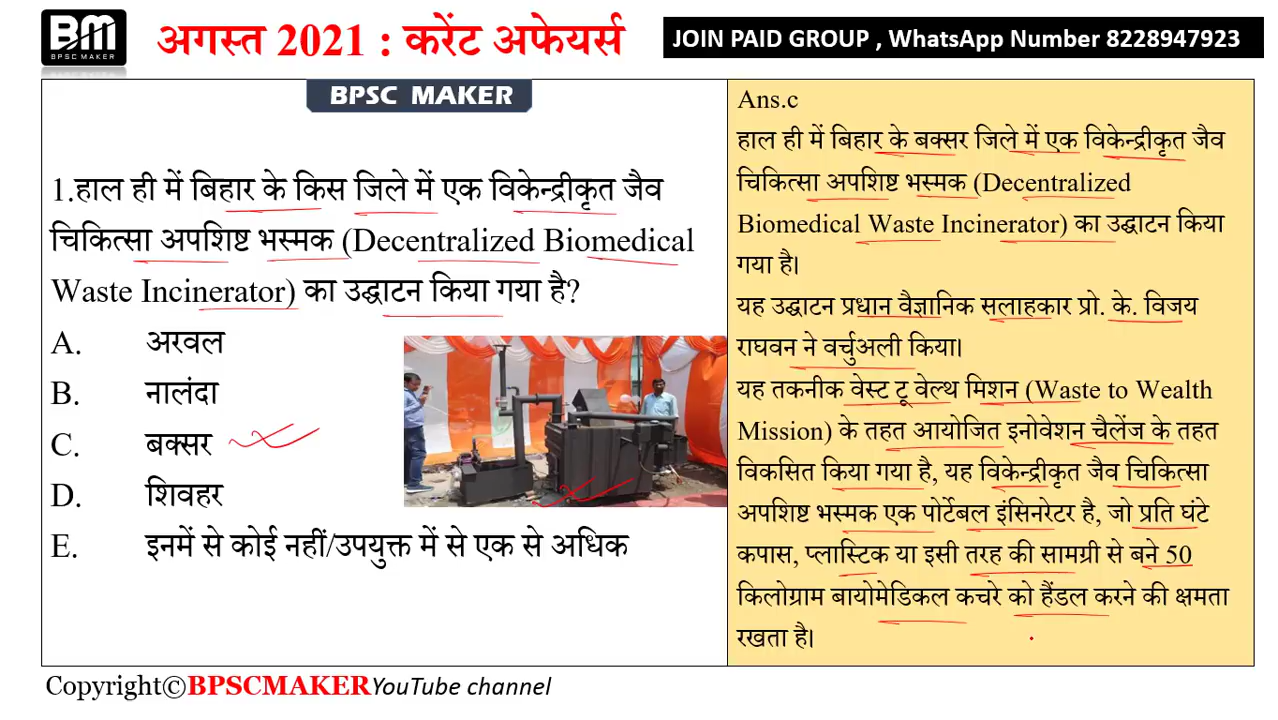 BM
BPSC MAKER
अगस्त 2021 : करेंट अफेयर्स
JOIN PAID GROUP , WhatsApp Number 8228947923
BPSC MAKER
1.हाल ही में बिहार के किस जिले में एक विकेन्द्रीकृत जैव
चिकित्सा अपशिष्ट भस्मक (Decentralized Biomedical
Waste Incinerator) का उद्घाटन किया गया है?
A. अरवल
B. नालंदा
C. बक्सर
D. शिवहर
E. इनमें से कोई नहीं/उपयुक्त में से एक से अधिक
Ans.c
हाल ही में बिहार के बक्सर जिले में एक विकेन्द्रीकृत जैव
चिकित्सा अपशिष्ट भस्मक (Decentralized
Biomedical Waste Incinerator) का उद्घाटन किया
गया है।
यह उद्घाटन प्रधान वैज्ञानिक सलाहकार प्रो. के. विजय
राघवन ने वर्चुअली किया।
यह तकनीक वेस्ट टू वेल्थ मिशन (Waste to Wealth
Mission) के तहत आयोजित इनोवेशन चैलेंज के तहत
विकसित किया गया है, यह विकेन्द्रीकृत जैव चिकित्सा
अपशिष्ट भस्मक एक पोर्टेबल इंसिनरेटर है, जो प्रति घंटे
कपास, प्लास्टिक या इसी तरह की सामग्री से बने 50
किलोग्राम बायोमेडिकल कचरे को हैंडल करने की क्षमता
रखता है।
Copyright©BPSCMAKERYouTube channel